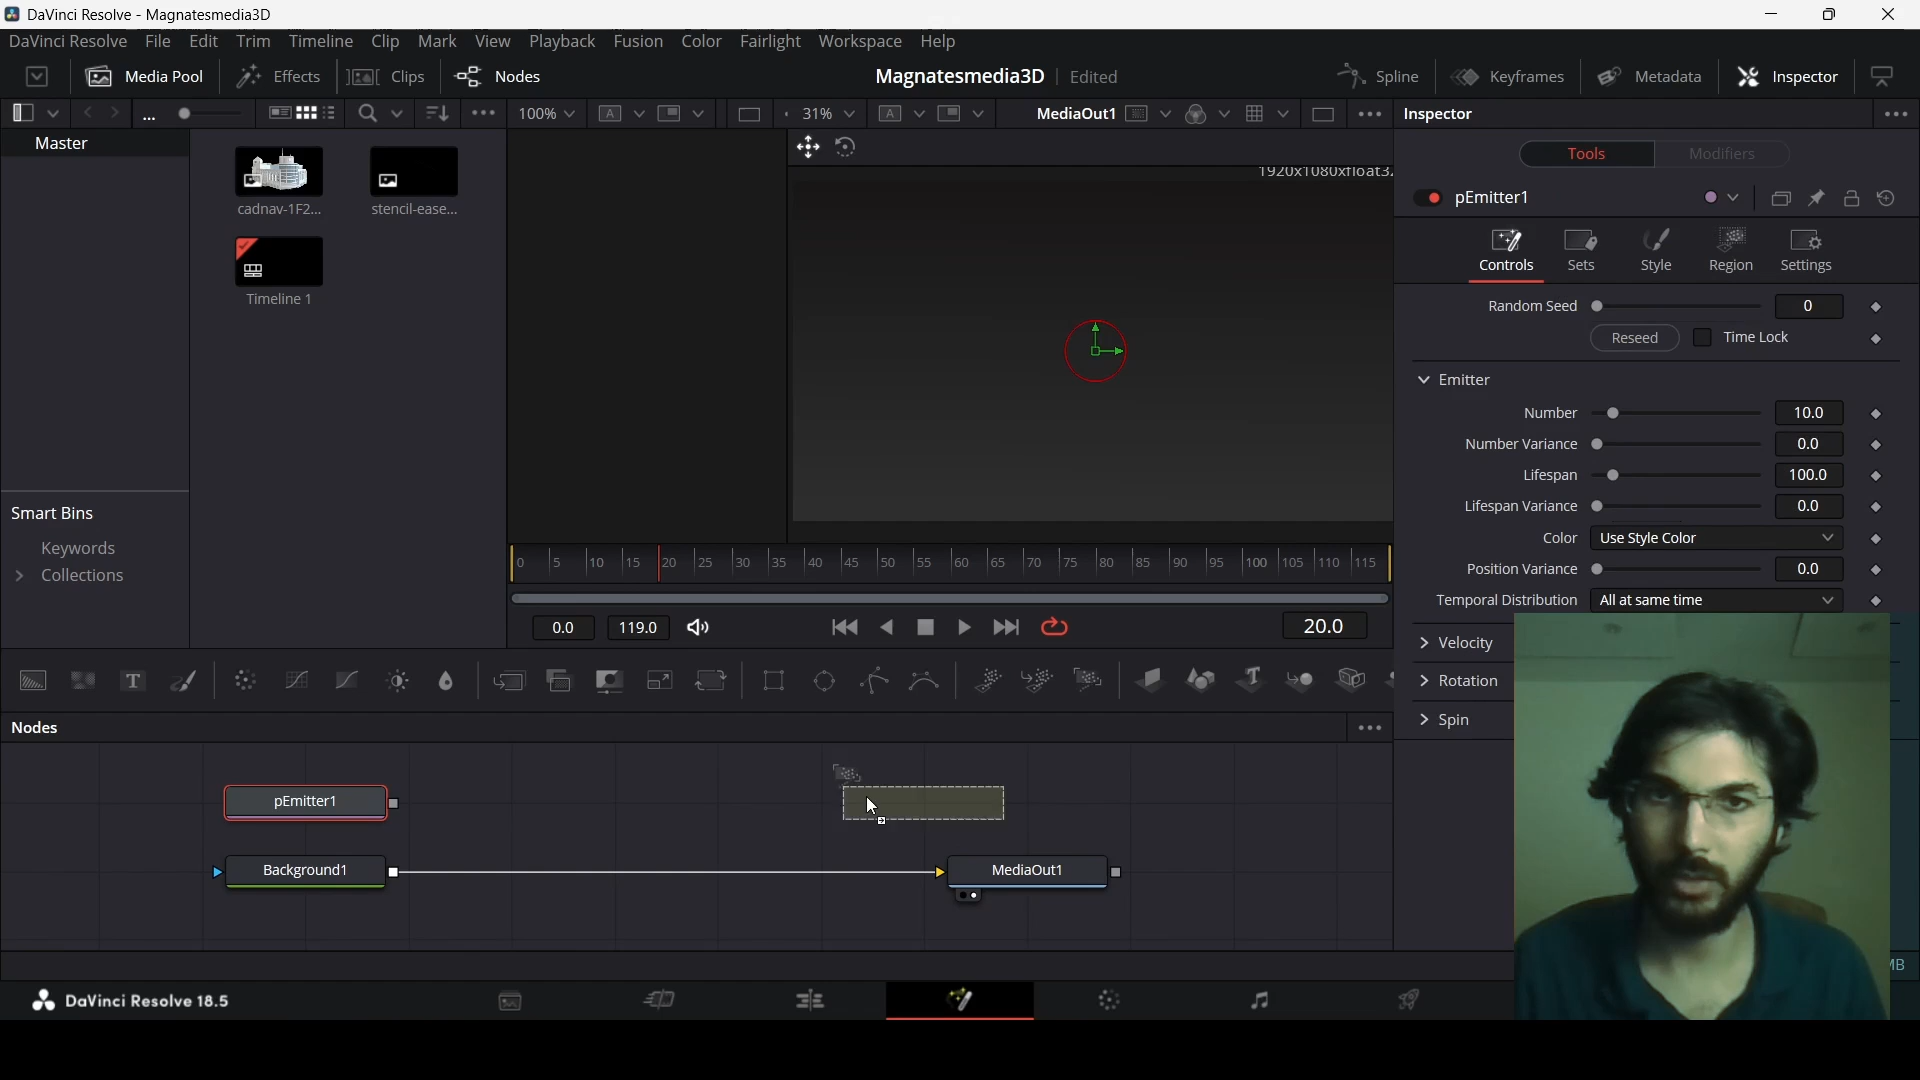 DaVinci Resolve - Magnatesmedia3D
DaVinci Resolve File Edit Trim Timeline Clip Mark View Playback Fusion Color Fairlight Workspace Help
Media Pool Effects Clips Nodes Magnatesmedia3D Edited Spline Keyframes Metadata Inspector
... 100% A 31% A MediaOut1 Inspector
Master
1920x1080xfloat32
cadnav-1F2...
stencil-ease...
Timeline 1
Tools Modifiers
pEmitter1
Controls Sets Style Region Settings
Random Seed 0
Reseed Time Lock
Emitter
Number 10.0
Number Variance 0.0
Lifespan 100.0
Lifespan Variance 0.0
Color Use Style Color
Position Variance 0.0
Temporal Distribution All at same time
Velocity
Rotation
Spin
Smart Bins
Keywords
Collections
0 5 10 15 20 25 30 35 40 45 50 55 60 65 70 75 80 85 90 95 100 105 110 115
0.0 119.0 20.0
T T
Nodes
pEmitter1
Background1 MediaOut1
MB
DaVinci Resolve 18.5